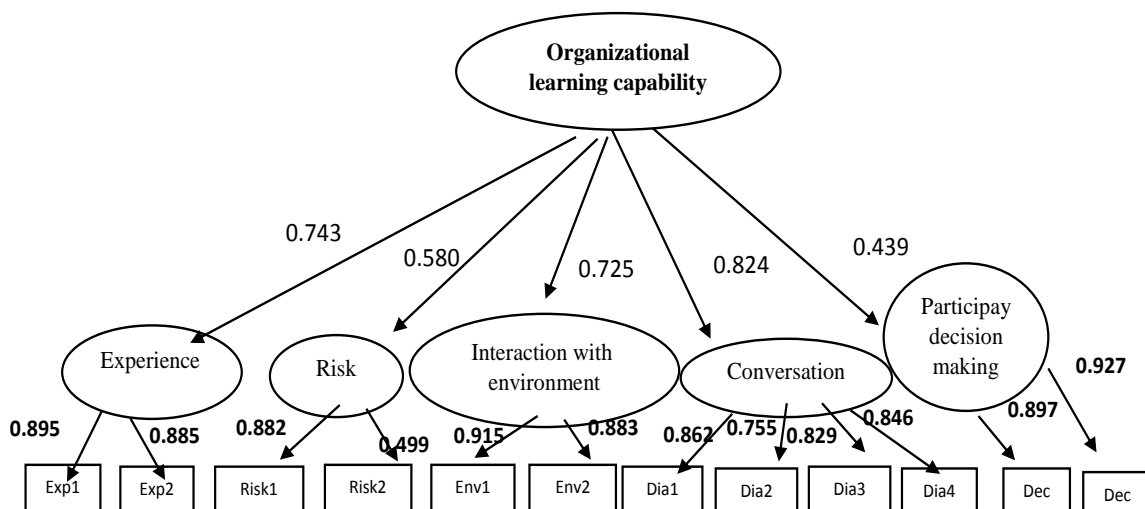 Organizational
learning capability
0.743
0.580
0.725
0.824
0.439
Experience
Risk
Interaction with
environment
Conversation
Participay
decision
making
0.895
0.885
0.882
0.499
0.915
0.883
0.862
0.755
0.829
0.846
0.897
0.927
Exp1
Exp2
Risk1
Risk2
Env1
Env2
Dia1
Dia2
Dia3
Dia4
Dec
Dec